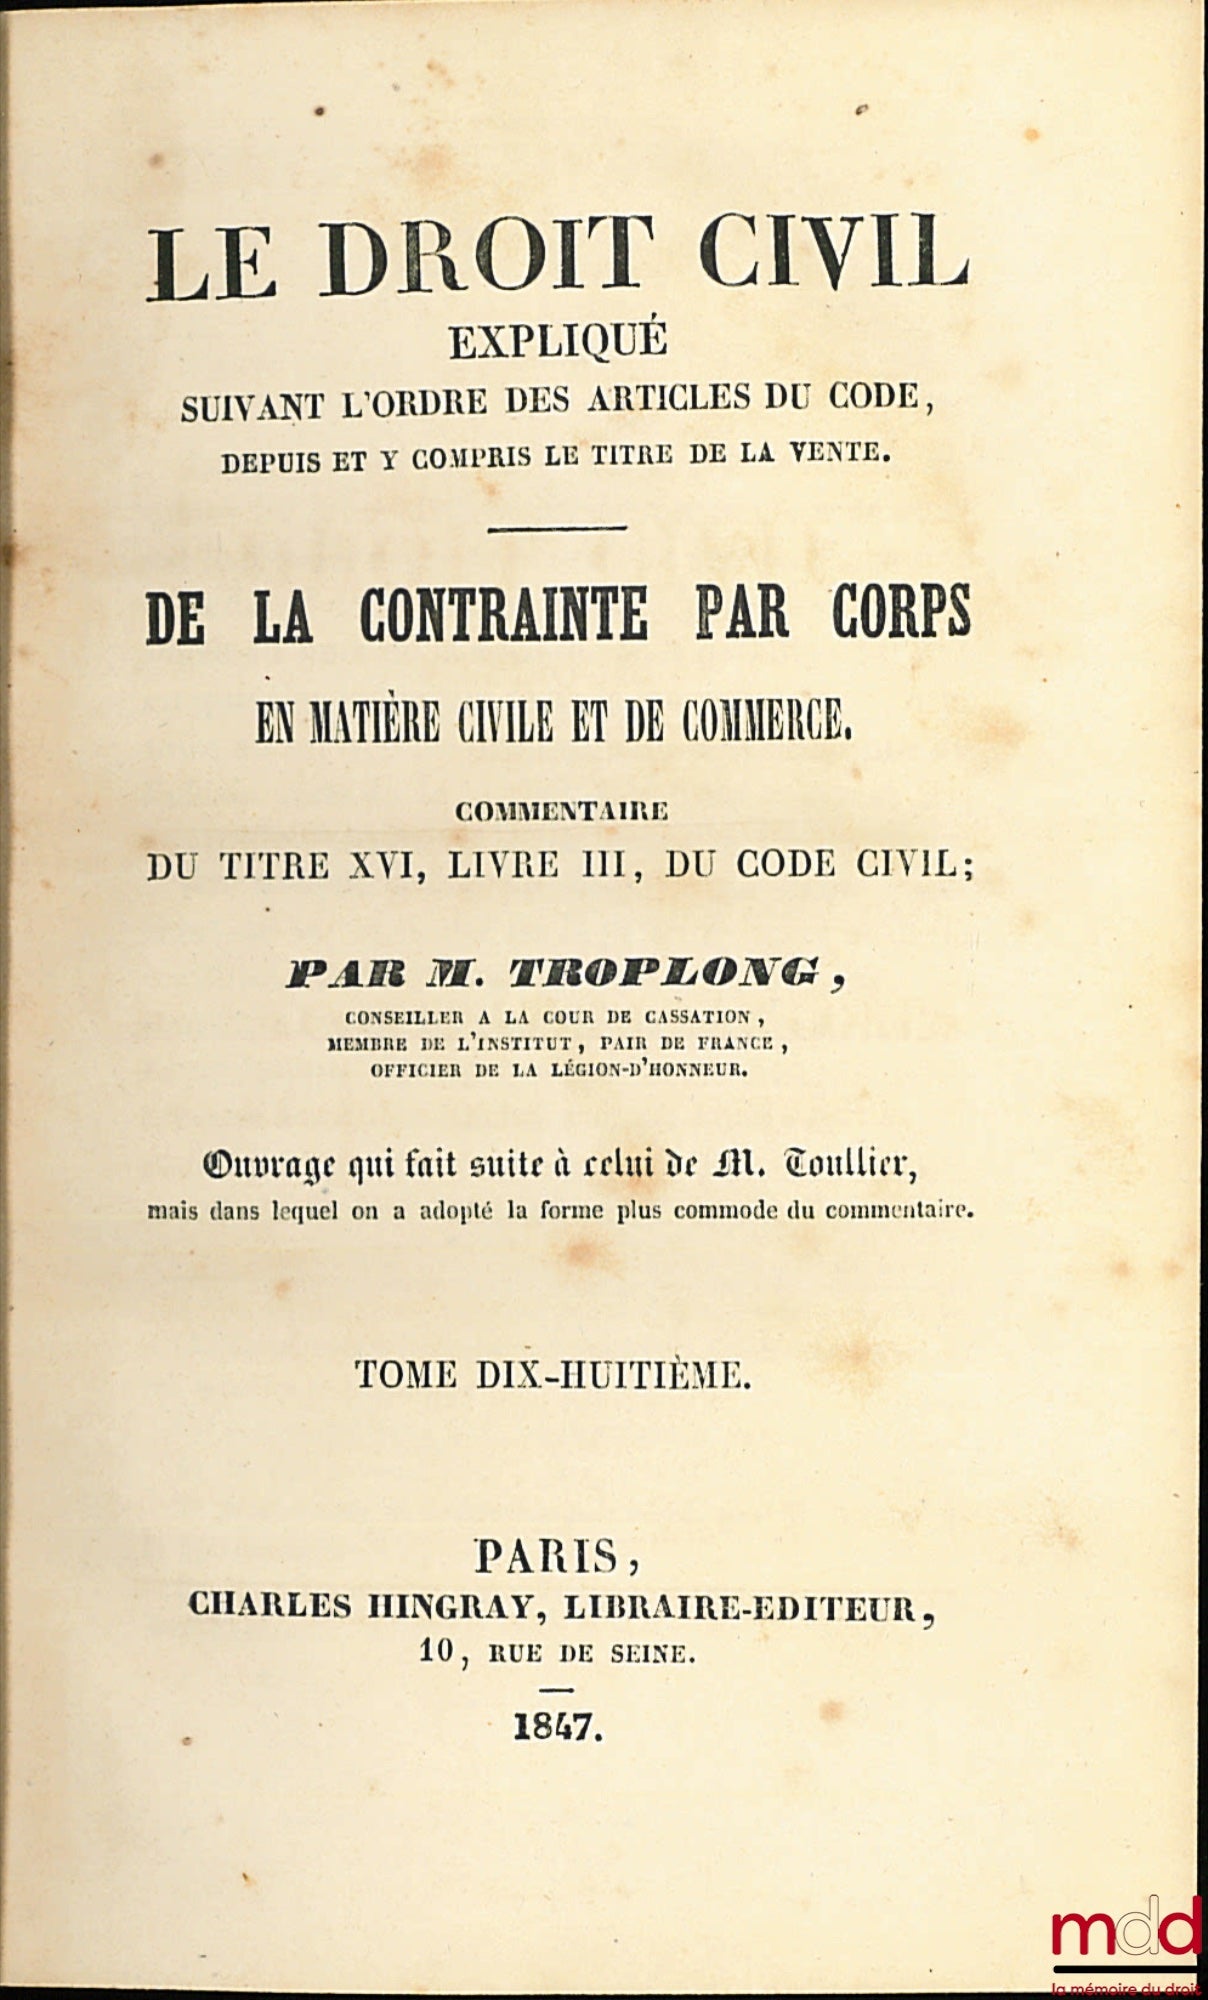 LE DROIT CIVIL
EXPLIQUÉ
SUIVANT L'ORDRE DES ARTICLES DU CODE,
DEPUIS ET Y COMPRIS LE TITRE DE LA VENTE.
DE LA CONTRAINTE PAR CORPS
EN MATIÈRE CIVILE ET DE COMMERCE.
COMMENTAIRE
DU TITRE XVI, LIVRE III, DU CODE CIVIL;
PAR M. TROPLONG,
CONSEILLER A LA COUR DE CASSATION,
MEMBRE DE L'INSTITUT, PAIR DE FRANCE,
OFFICIER DE LA LÉGION-D'HONNEUR.
Ouvrage qui fait suite à celui de M. Toullier,
mais dans lequel on a adopté la forme plus commode du commentaire.
TOME DIX-HUITIÈME.
PARIS,
CHARLES HINGRAY, LIBRAIRE-EDITEUR,
10, RUE DE SEINE.
1847.
mdd
la mémoire du droit